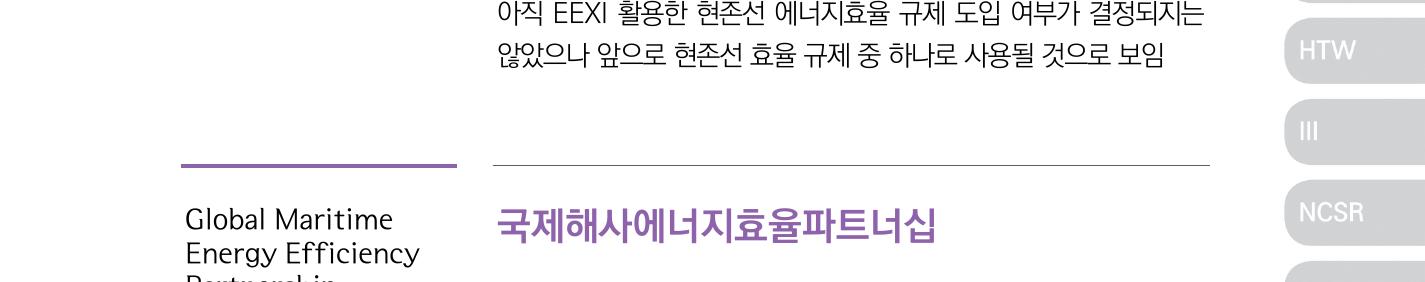 아직 EEXI 활용한 현존선 에너지효율 규제 도입 여부가 결정되지는
않았으나 앞으로 현존선 효율 규제 중 하나로 사용될 것으로 보임
HTW
III
NCSR
Global Maritime
Energy Efficiency
국제해사에너지효율파트너십